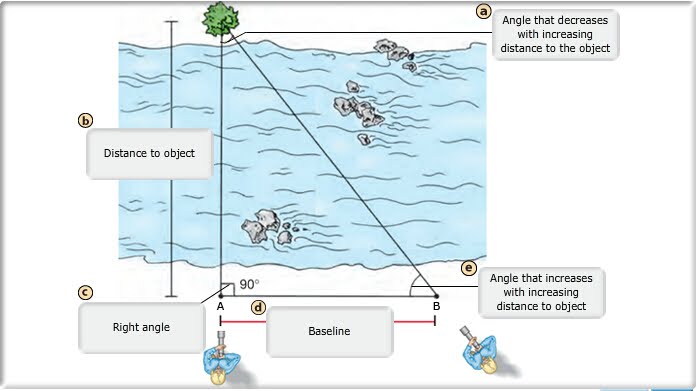 a
Angle that decreases
with increasing
distance to the object
b
Distance to object
c
Right angle
90°
A
d
Baseline
B
e
Angle that increases
with increasing
distance to object